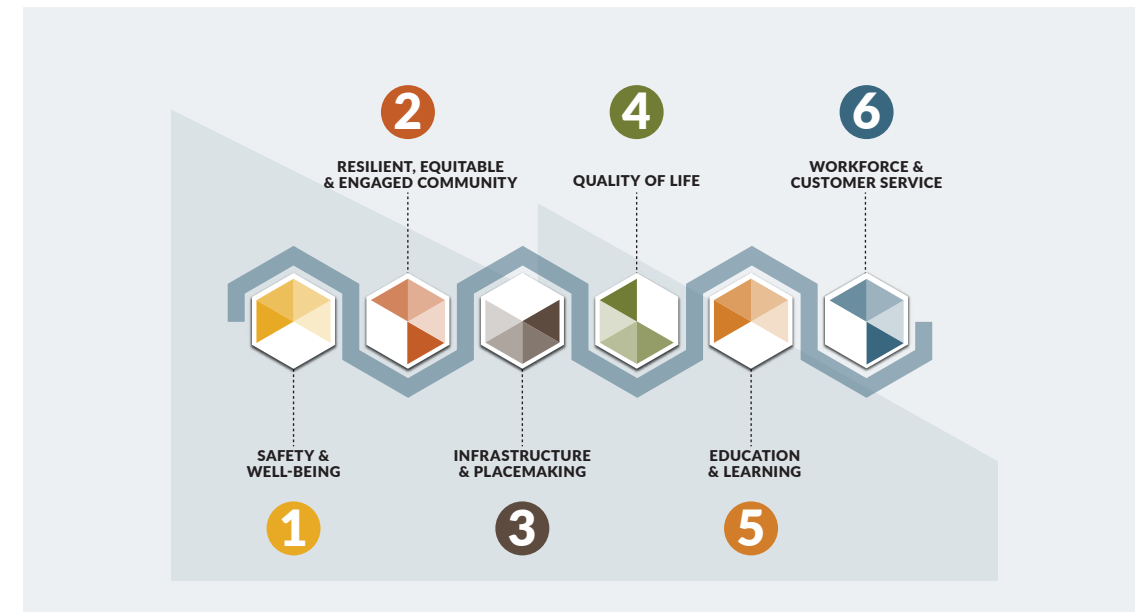 2
RESILIENT, EQUITABLE
& ENGAGED COMMUNITY
4
QUALITY OF LIFE
6
WORKFORCE &
CUSTOMER SERVICE
SAFETY &
WELL-BEING
1
INFRASTRUCTURE
& PLACEMAKING
3
EDUCATION
& LEARNING
5